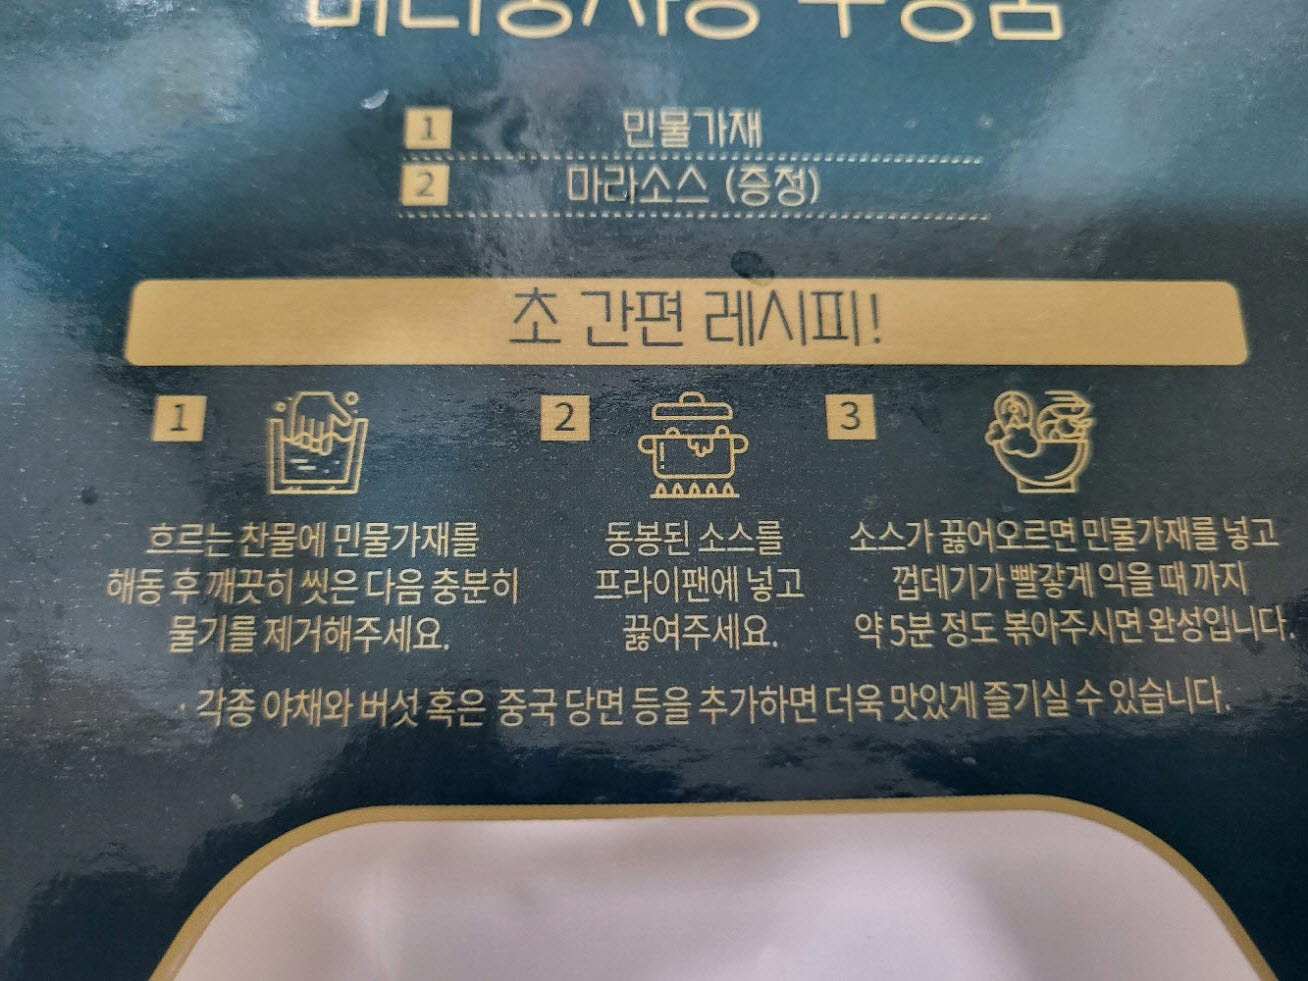 1 민물가재
2 마라소스 (증정)
초 간편 레시피!
1
흐르는 찬물에 민물가재를
해동 후 깨끗히 씻은 다음 충분히
물기를 제거해주세요.
2
동봉된 소스를
프라이팬에 넣고
끓여주세요.
3
소스가 끓어오르면 민물가재를 넣고
껍데기가 빨갛게 익을 때 까지
약 5분 정도 볶아주시면 완성입니다.
· 각종 야채와 버섯 혹은 중국 당면 등을 추가하면 더욱 맛있게 즐기실 수 있습니다.